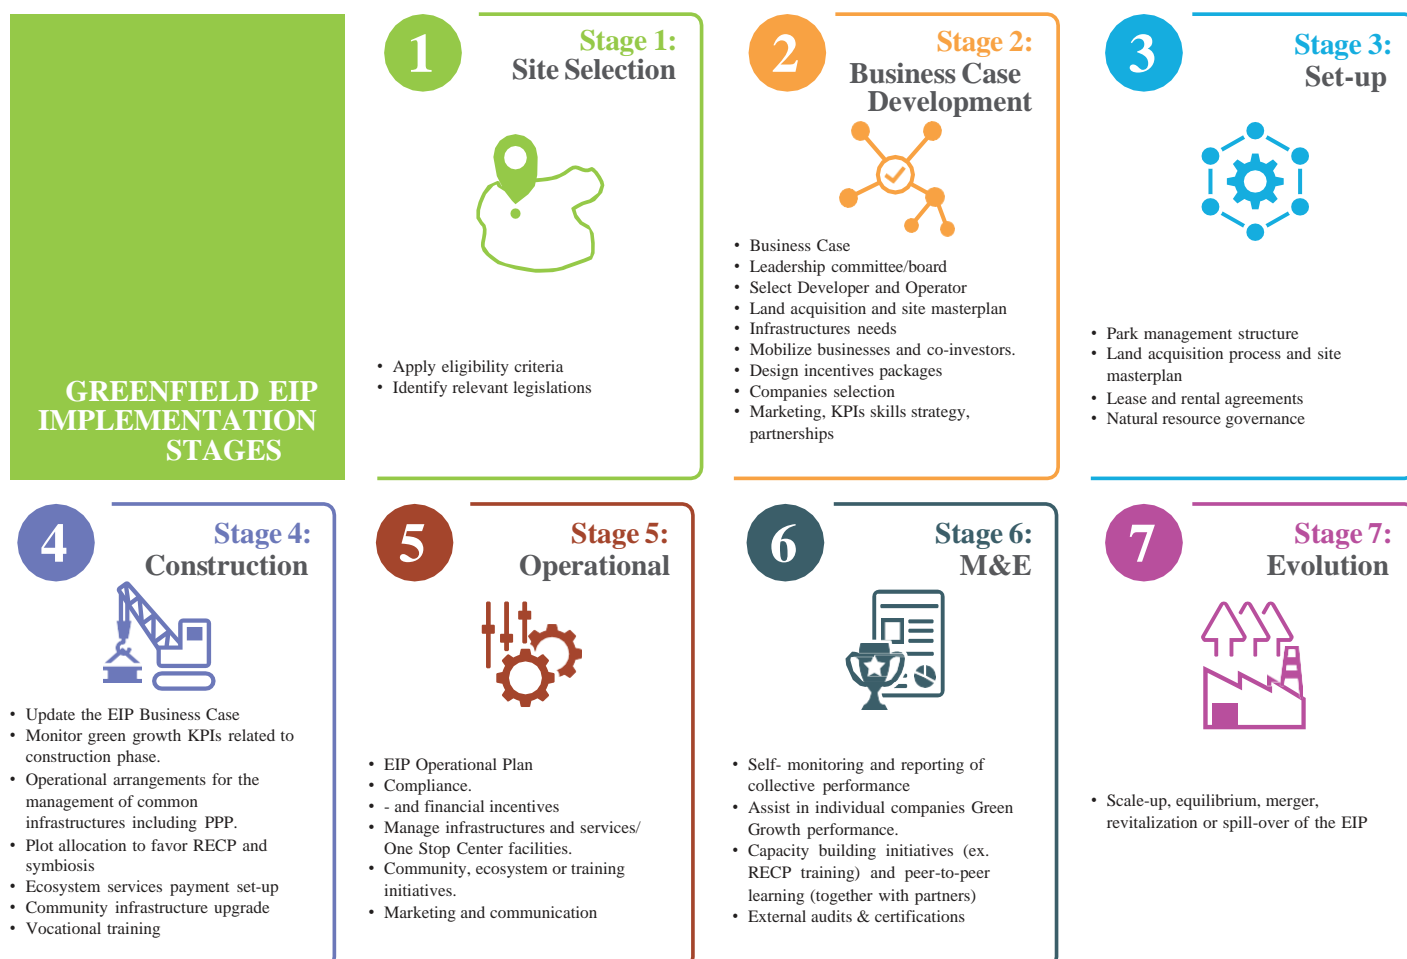 GREENFIELD EIP
IMPLEMENTATION
STAGES
1
Stage 1:
Site Selection
• Apply eligibility criteria
• Identify relevant legislations
2
Stage 2:
Business Case
Development
• Business Case
• Leadership committee/board
• Select Developer and Operator
• Land acquisition and site masterplan
• Infrastructures needs
• Mobilize businesses and co-investors.
• Design incentives packages
• Companies selection
• Marketing, KPIs skills strategy,
partnerships
3
Stage 3:
Set-up
• Park management structure
• Land acquisition process and site
masterplan
• Lease and rental agreements
• Natural resource governance
4
Stage 4:
Construction
• Update the EIP Business Case
• Monitor green growth KPIs related to
construction phase.
• Operational arrangements for the
management of common
infrastructures including PPP.
• Plot allocation to favor RECP and
symbiosis
• Ecosystem services payment set-up
• Community infrastructure upgrade
• Vocational training
5
Stage 5:
Operational
• EIP Operational Plan
• Compliance.
• - and financial incentives
• Manage infrastructures and services/
One Stop Center facilities.
• Community, ecosystem or training
initiatives.
• Marketing and communication
6
Stage 6:
M&E
• Self- monitoring and reporting of
collective performance
• Assist in individual companies Green
Growth performance.
• Capacity building initiatives (ex.
RECP training) and peer-to-peer
learning (together with partners)
• External audits & certifications
7
Stage 7:
Evolution
• Scale-up, equilibrium, merger,
revitalization or spill-over of the EIP